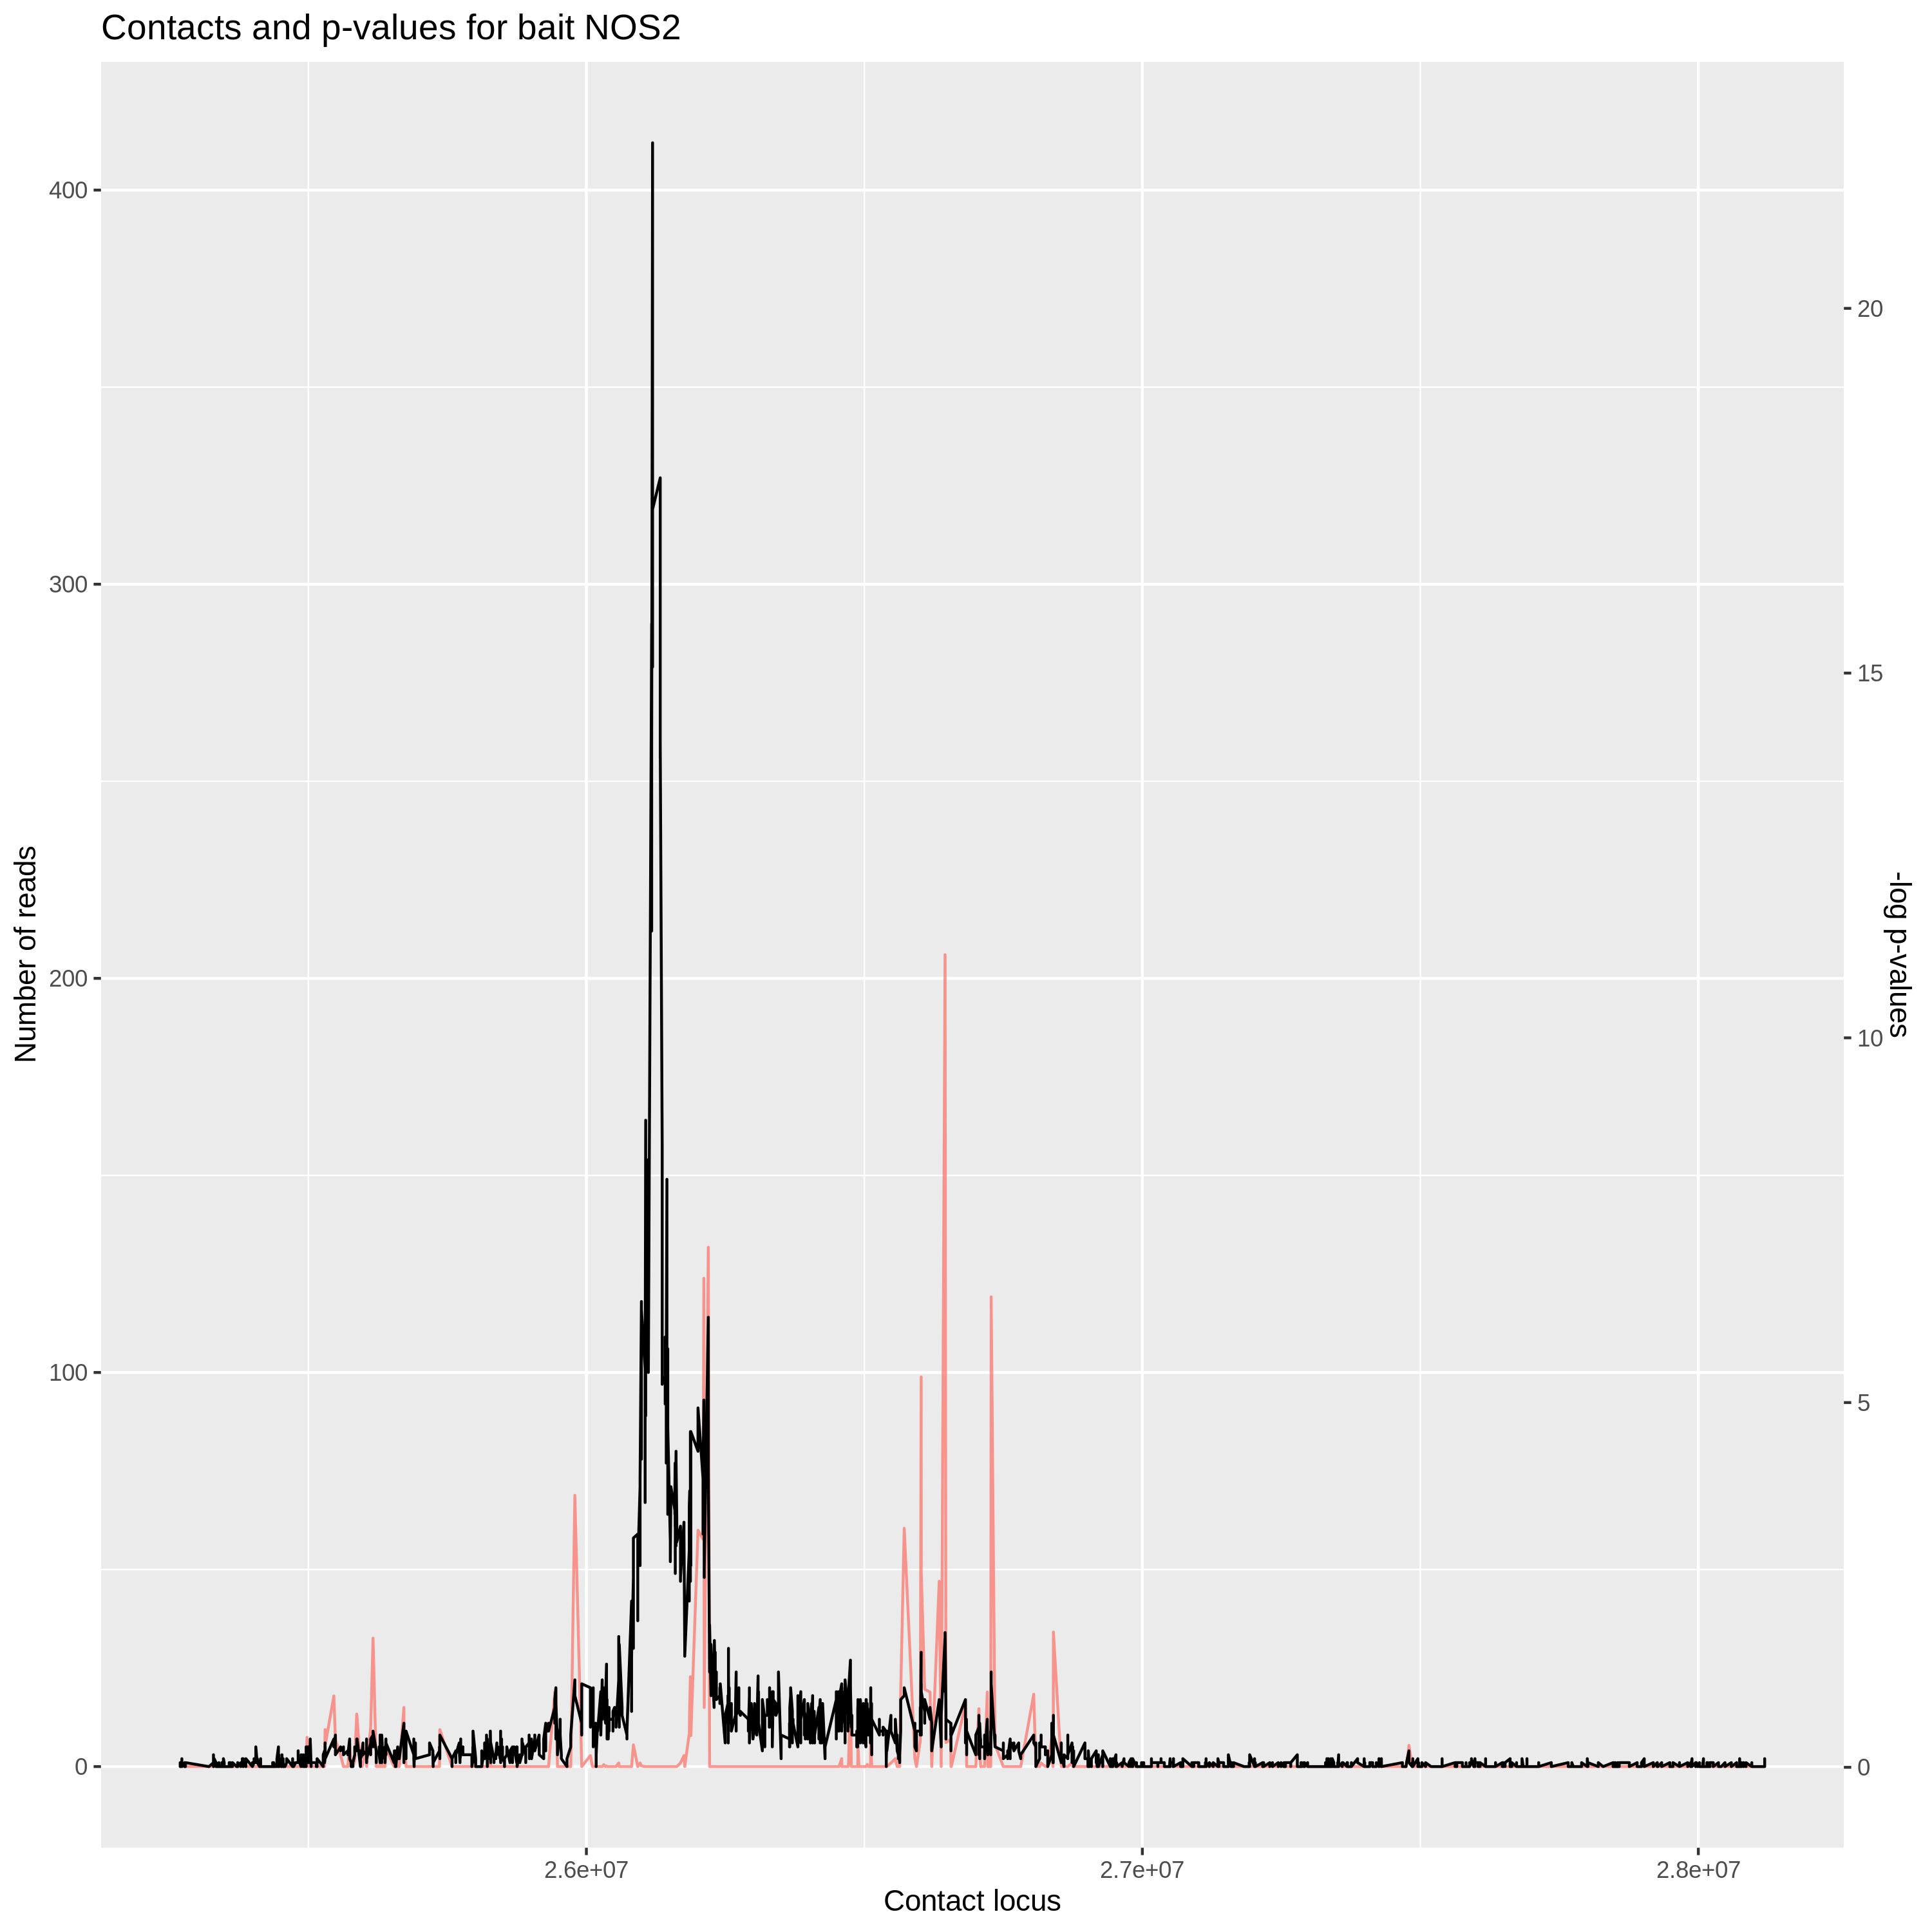 Contacts and p-values for bait NOS2
400
300
200
100
0
Number of reads
20
15
10
5
0
-log p-values
2.6e+07
2.7e+07
2.8e+07
Contact locus